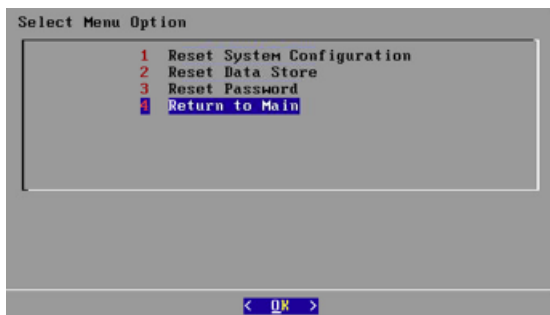 Select Menu Option
1 Reset System Configuration
2 Reset Data Store
3 Reset Password
4 Return to Main
< OK >